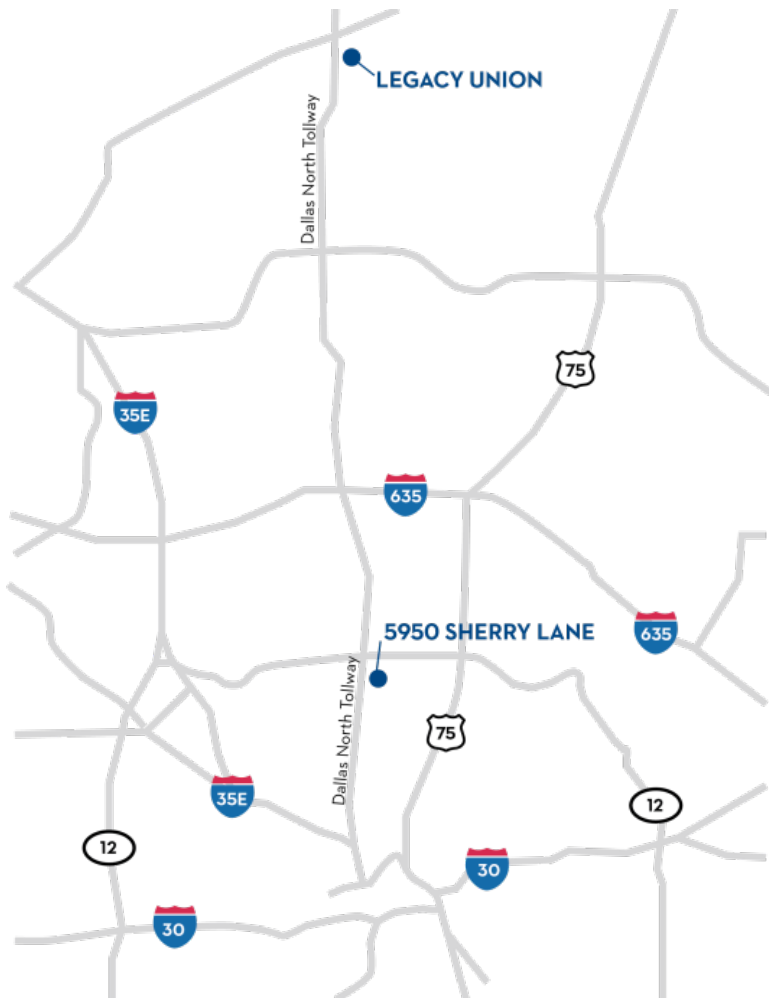 LEGACY UNION
Dallas North Tollway
75
35E
635
5950 SHERRY LANE
635
Dallas North Tollway
75
35E
12
12
30
30